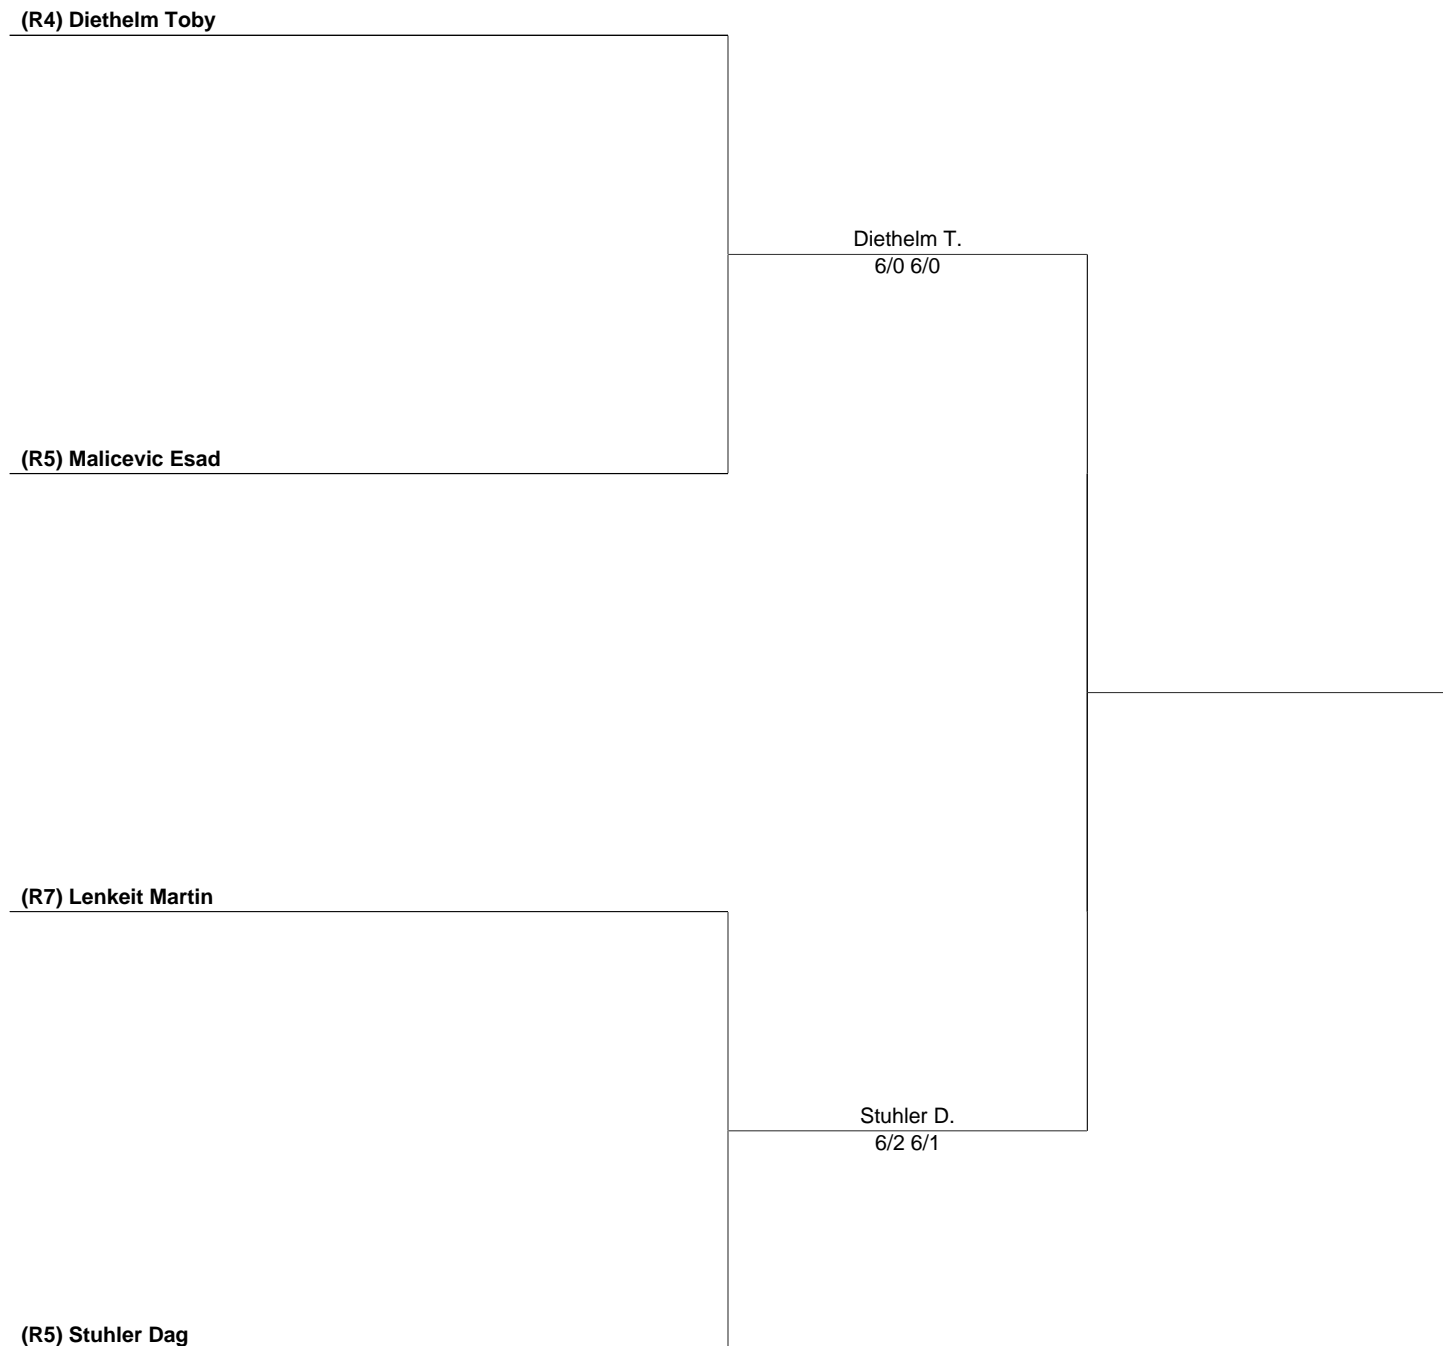 (R4) Diethelm Toby
Diethelm T.
6/0 6/0
(R5) Malicevic Esad
(R7) Lenkeit Martin
Stuhler D.
6/2 6/1
(R5) Stuhler Dag